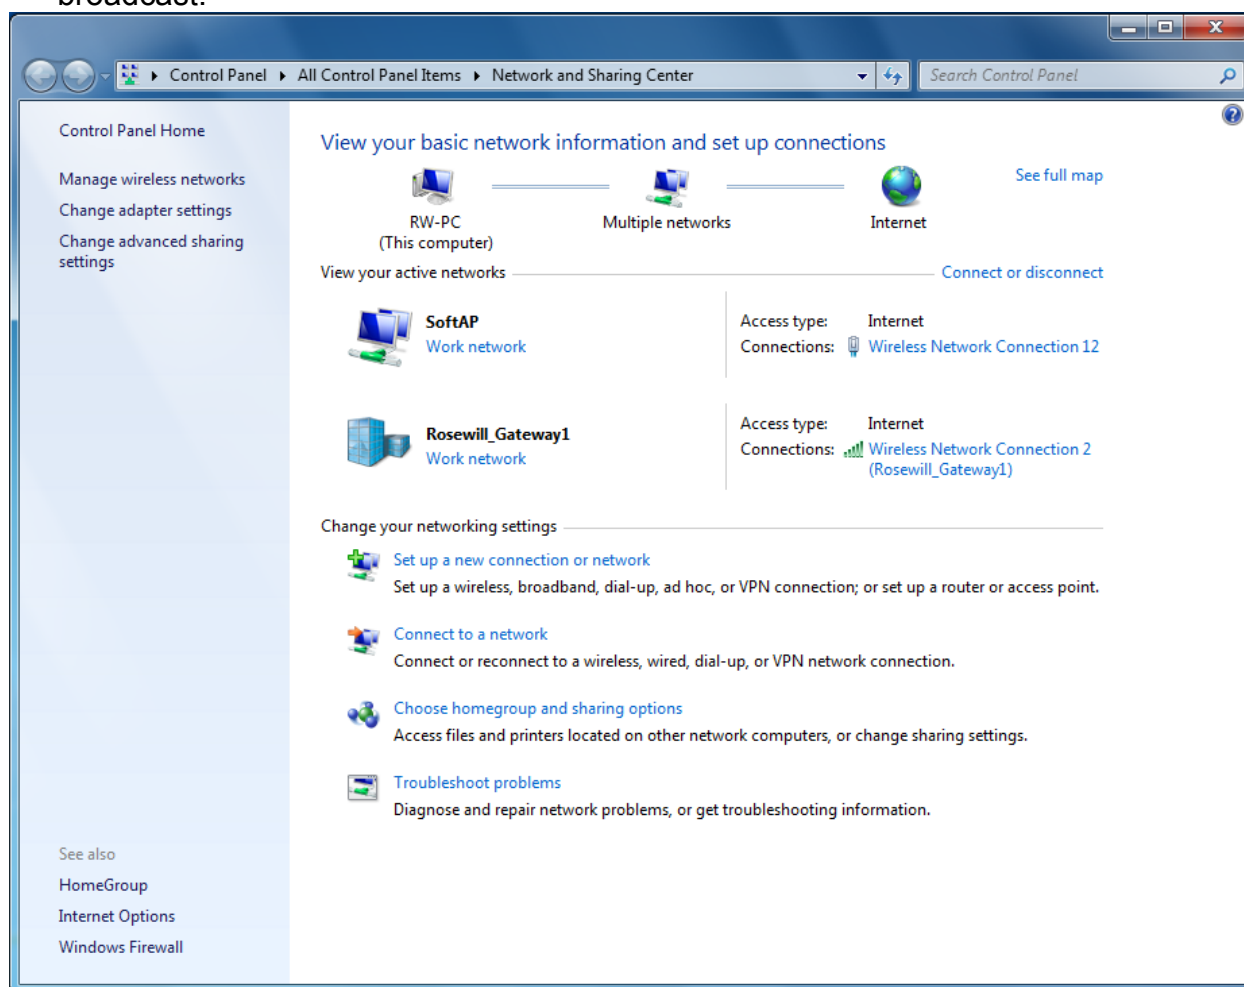 broadcast.
Control Panel ▸ All Control Panel Items ▸ Network and Sharing Center
Search Control Panel
Control Panel Home
Manage wireless networks
Change adapter settings
Change advanced sharing
settings
See also
HomeGroup
Internet Options
Windows Firewall
View your basic network information and set up connections
See full map
RW-PC
(This computer)
Multiple networks
Internet
View your active networks
Connect or disconnect
SoftAP
Work network
Access type: Internet
Connections: Wireless Network Connection 12
Rosewill_Gateway1
Work network
Access type: Internet
Connections: Wireless Network Connection 2
(Rosewill_Gateway1)
Change your networking settings
Set up a new connection or network
Set up a wireless, broadband, dial-up, ad hoc, or VPN connection; or set up a router or access point.
Connect to a network
Connect or reconnect to a wireless, wired, dial-up, or VPN network connection.
Choose homegroup and sharing options
Access files and printers located on other network computers, or change sharing settings.
Troubleshoot problems
Diagnose and repair network problems, or get troubleshooting information.